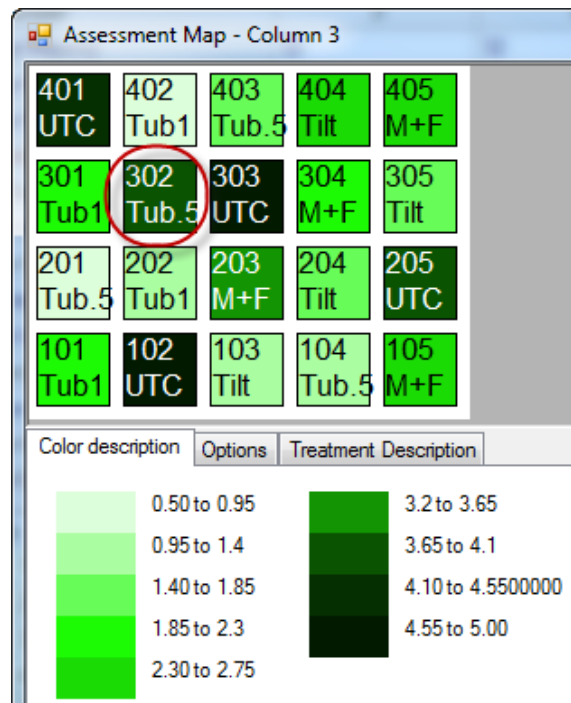 Assessment Map - Column 3
401 402 403 404 405
UTC Tub1 Tub.5 Tilt M+F
301 302 303 304 305
Tub1 Tub.5 UTC M+F Tilt
201 202 203 204 205
Tub.5 Tub1 M+F Tilt UTC
101 102 103 104 105
Tub1 UTC Tilt Tub.5 M+F
Color description Options Treatment Description
0.50 to 0.95 3.2 to 3.65
0.95 to 1.4 3.65 to 4.1
1.40 to 1.85 4.10 to 4.5500000
1.85 to 2.3 4.55 to 5.00
2.30 to 2.75